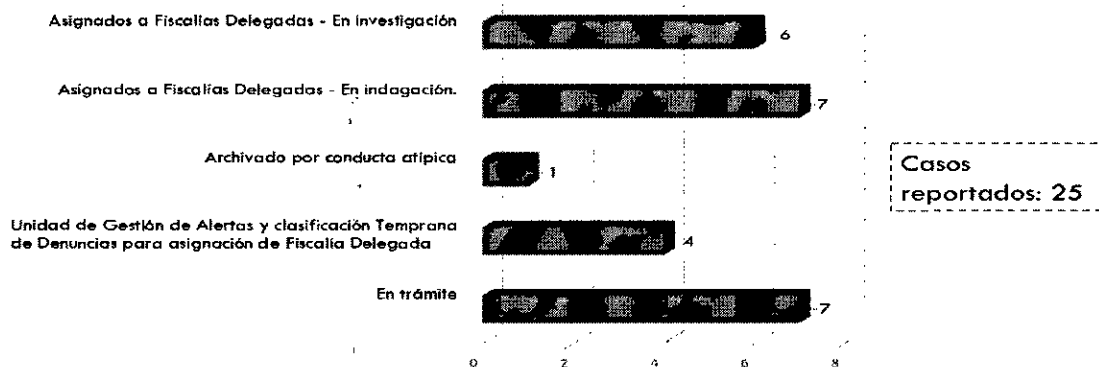 Asignados a Fiscalías Delegadas - En investigación
6
Asignados a Fiscalías Delegadas - En indagación.
7
Archivado por conducta atípica
1
Unidad de Gestión de Alertas y clasificación Temprana
de Denuncias para asignación de Fiscalía Delegada
4
En trámite
7
0 2 4 6 8
Casos
reportados: 25